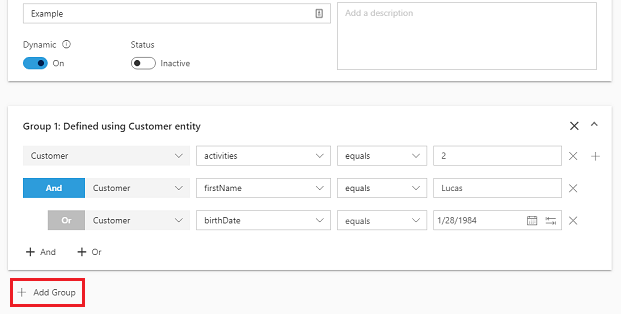 Example
Add a description
Dynamic
Status
On
Inactive
Group 1: Defined using Customer entity
Customer activities equals 2
And Customer firstName equals Lucas
Or Customer birthDate equals 1/28/1984
+ And + Or
+ Add Group